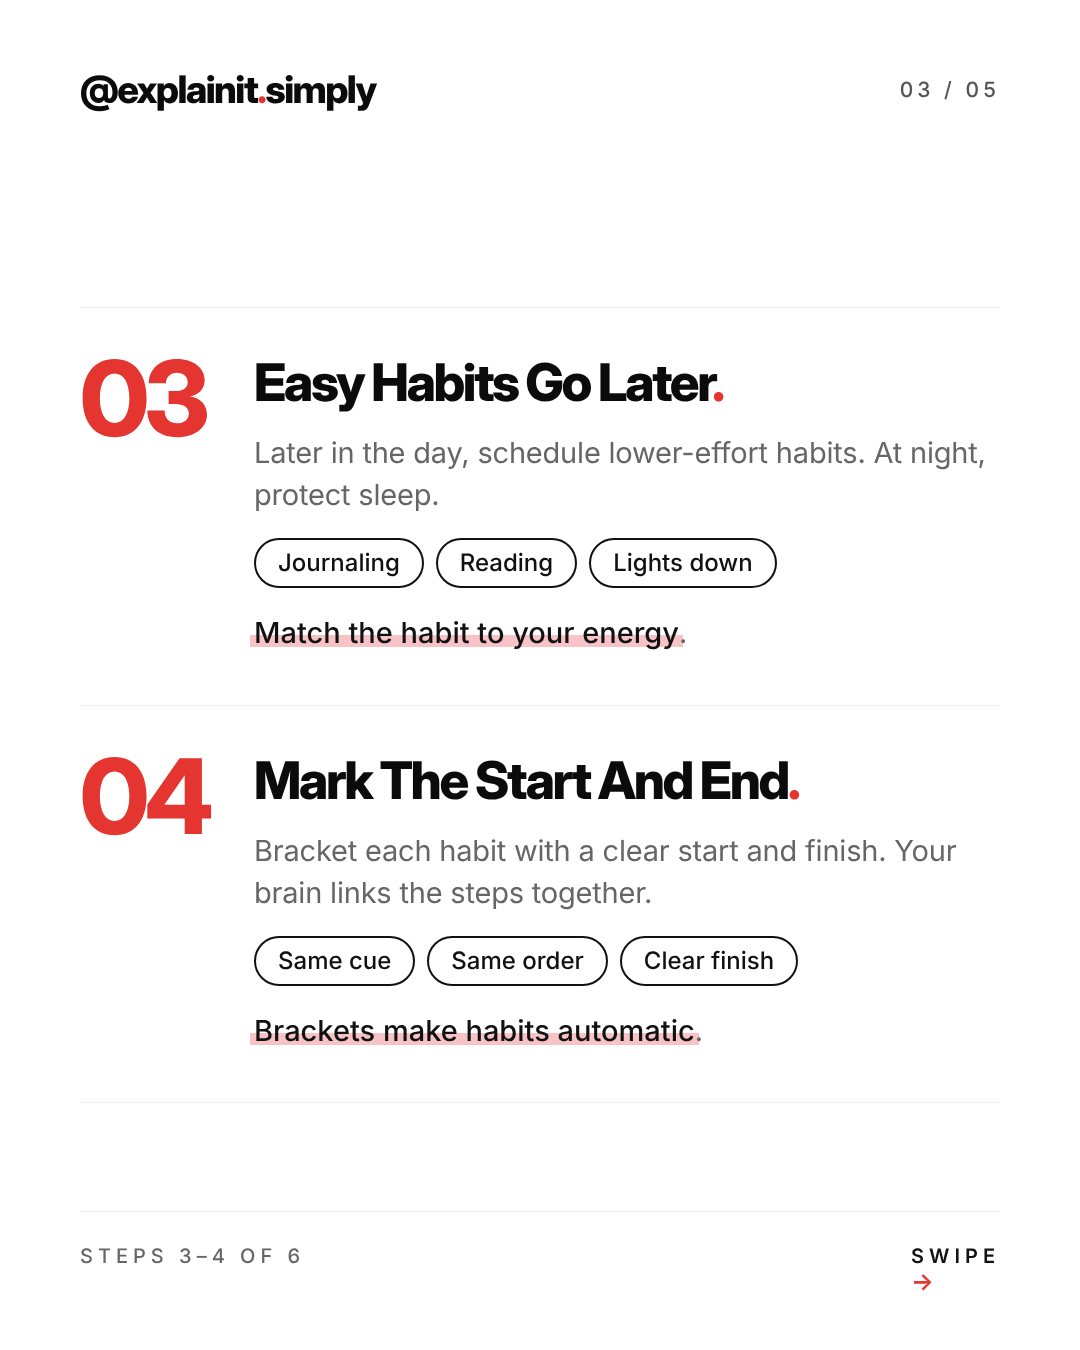 @explainit.simply
03 / 05
03
Easy Habits Go Later.
Later in the day, schedule lower-effort habits. At night,
protect sleep.
Journaling
Reading
Lights down
Match the habit to your energy.
04
Mark The Start And End.
Bracket each habit with a clear start and finish. Your
brain links the steps together.
Same cue
Same order
Clear finish
Brackets make habits automatic.
STEPS 3–4 OF 6
SWIPE
→